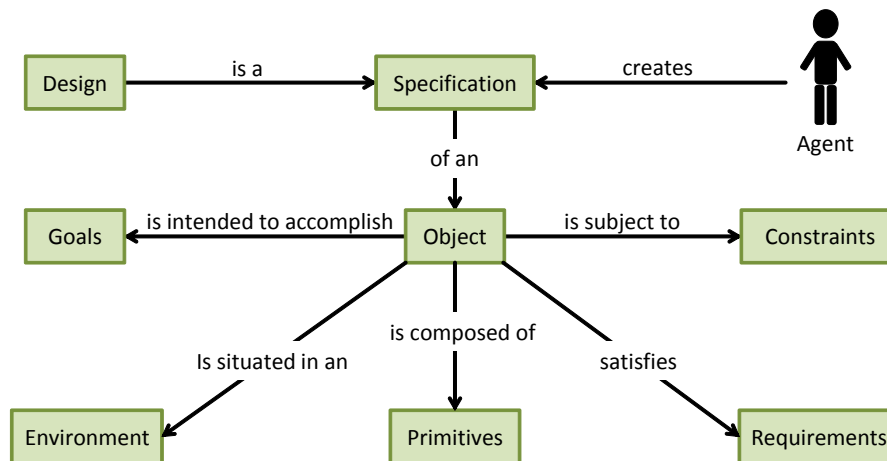 Design
is a
Specification
creates
Agent
of an
Goals
is intended to accomplish
Object
is subject to
Constraints
Is situated in an
is composed of
satisfies
Environment
Primitives
Requirements